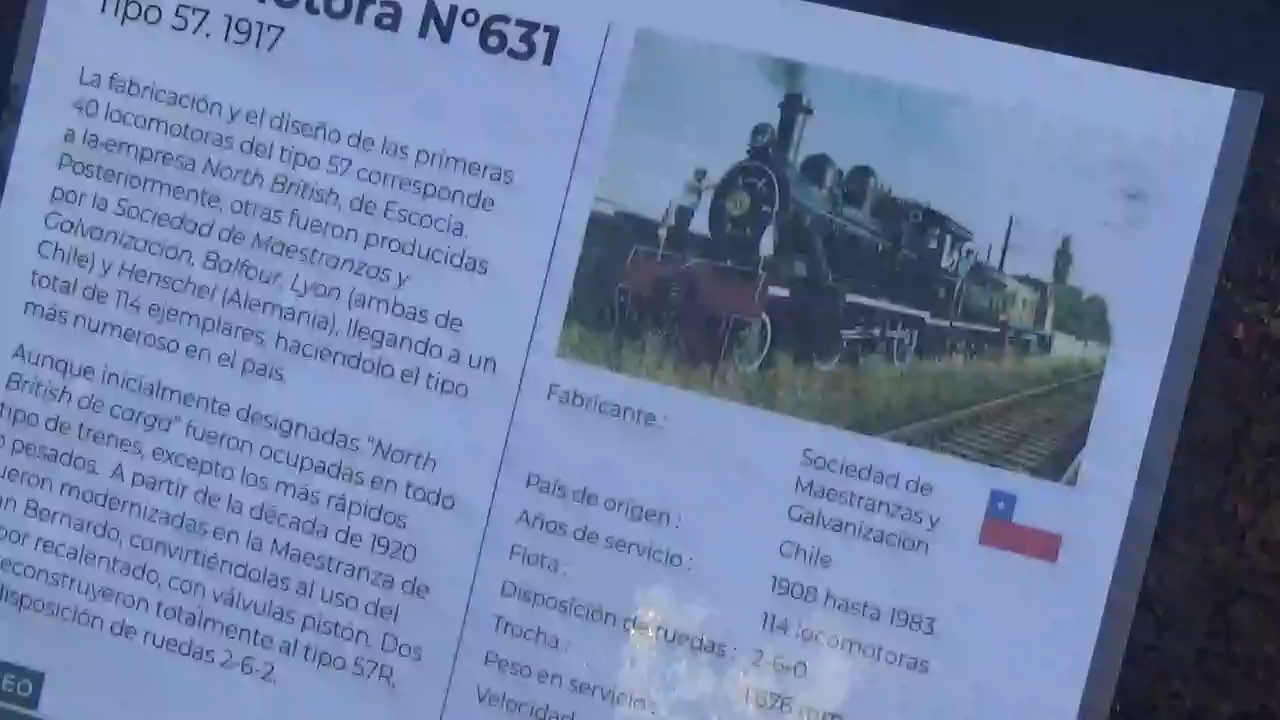 otora N°631
Tipo 57. 1917
La fabricación y el diseño de las primeras
40 locomotoras del tipo 57 corresponde
a la empresa North British, de Escocia.
Posteriormente, otras fueron producidas
por la Sociedad de Maestranzas y
Galvanización, Balfour, Lyon (ambas de
Chile) y Henschel (Alemania), llegando a un
total de 114 ejemplares, haciéndolo el tipo
más numeroso en el país.
Aunque inicialmente designadas "North
British de carga" fueron ocupadas en todo
tipo de trenes, excepto los más rápidos
o pesados. A partir de la década de 1920
ueron modernizadas en la Maestranza de
an Bernardo, convirtiéndolas al uso del
por recalentado, con válvulas pistón. Dos
econstruyeron totalmente al tipo 57R,
disposición de ruedas 2-6-2.
EO
Fabricante :
Sociedad de
Maestranzas y
Galvanización
País de origen :
Chile
Años de servicio :
1908 hasta 1983
Flota :
114 locomotoras
Disposición de ruedas :
2-6-0
Trocha :
1.676 mm
Peso en servicio :
Velocidad